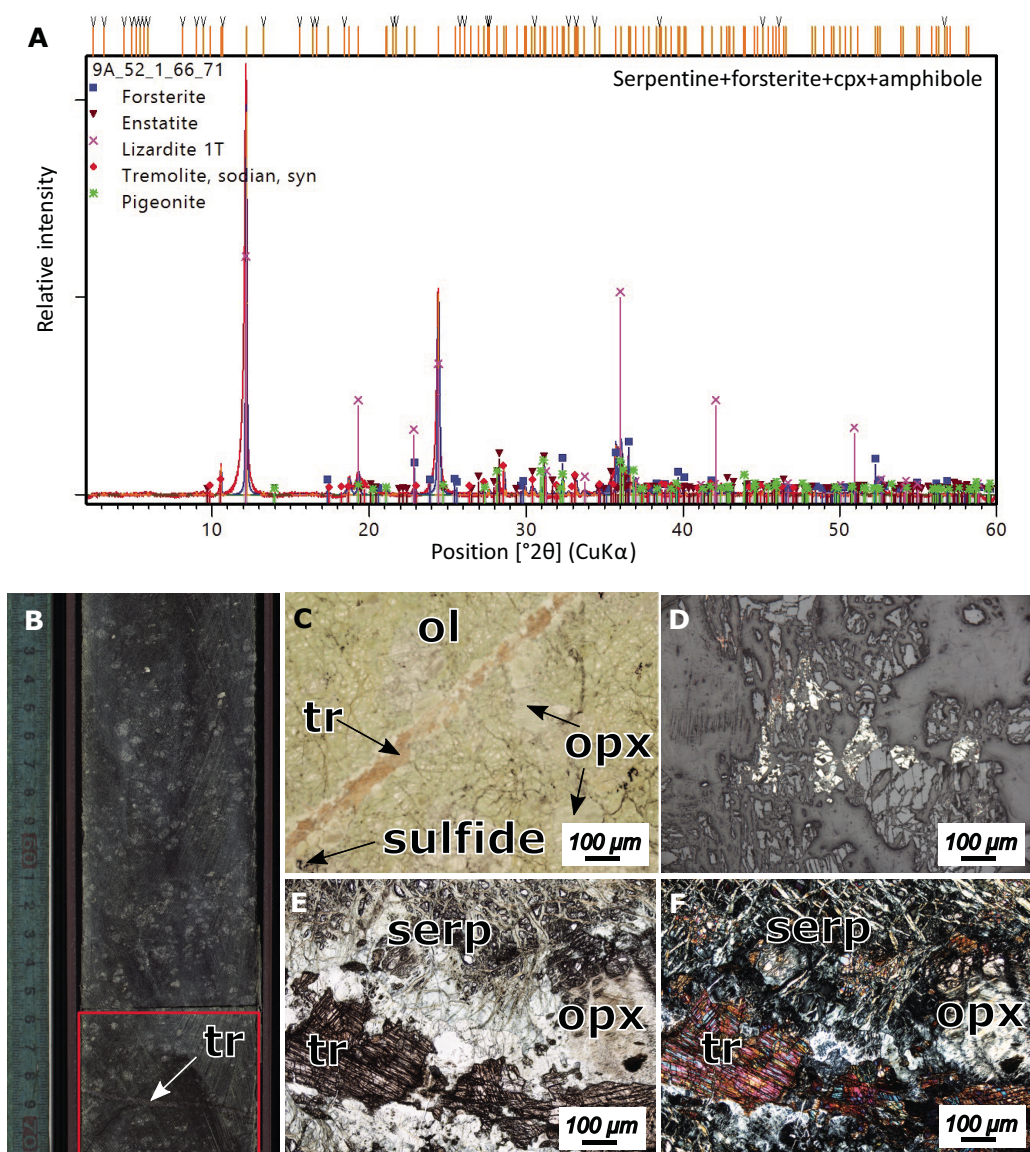 A
9A_52_1_66_71
Serpentine+forsterite+cpx+amphibole
Forsterite
Enstatite
Lizardite 1T
Tremolite, sodian, syn
Pigeonite
Relative intensity
10 20 30 40 50 60
Position [°2θ] (CuKα)
B
tr
C
ol
tr
opx
sulfide
100 µm
D
100 µm
E
serp
opx
tr
100 µm
F
serp
opx
tr
100 µm